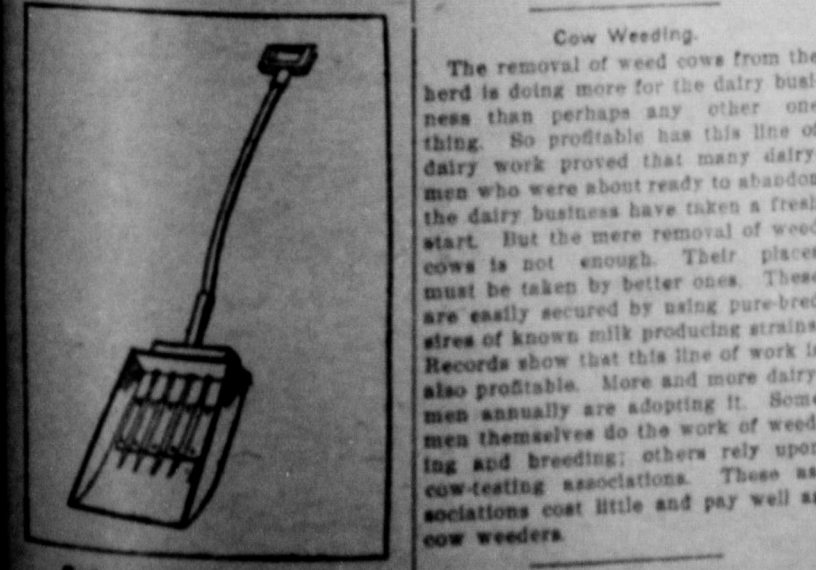 Cow Weeding.
The removal of weed cows from the
herd is doing more for the dairy busi
ness than perhaps any other one
thing. So profitable has this line of
dairy work proved that many dairy
men who were about ready to abandon
the dairy business have taken a fresh
start. But the mere removal of weed
cows is not enough. Their places
must be taken by better ones. These
are easily secured by using pure-bred
sires of known milk producing strains
Records show that this line of work is
also profitable. More and more dairy
men annually are adopting it. Some
men themselves do the work of weed
ing and breeding; others rely upon
cow-testing associations. These as
sociations cost little and pay well as
cow weeders.